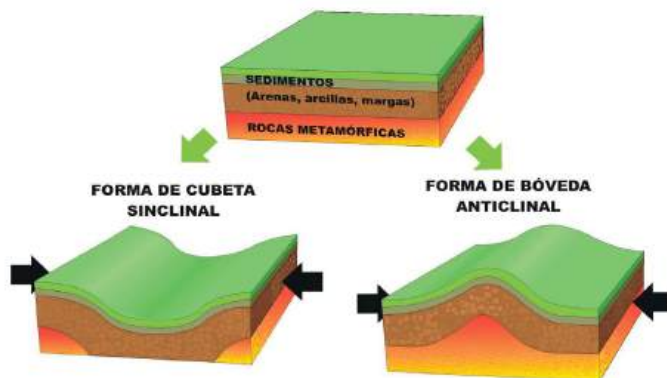 SEDIMENTOS
(Arenas, arcillas, margas)
ROCAS METAMÓRFICAS
FORMA DE CUBETA
SINCLINAL
FORMA DE BÓVEDA
ANTICLINAL